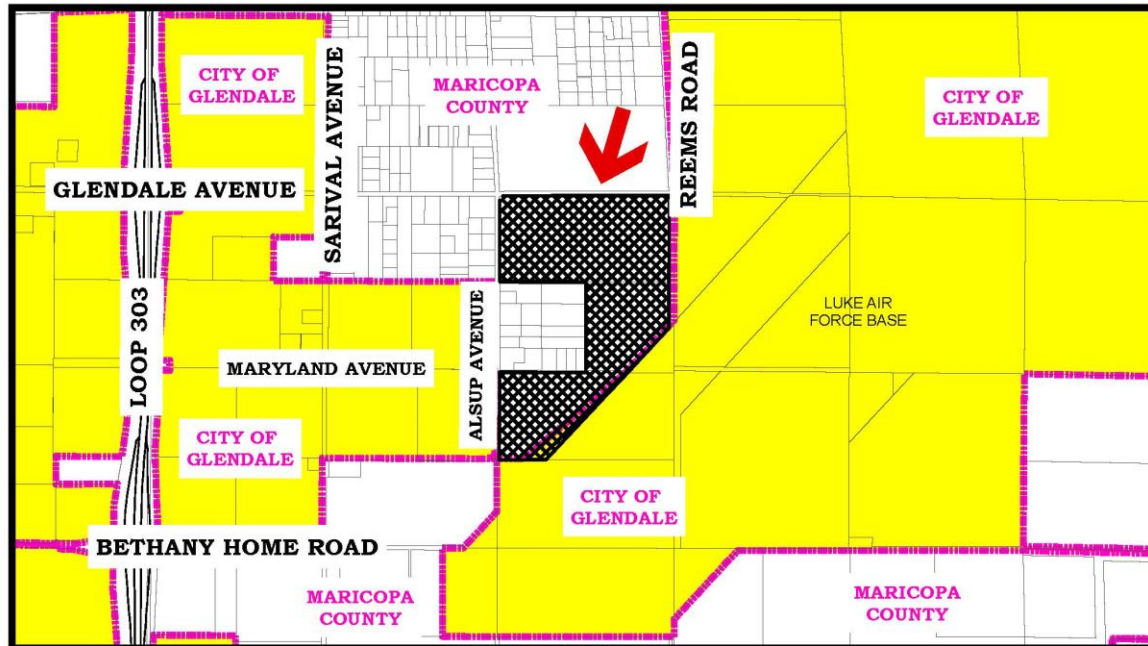 CITY OF
GLENDALE
SARIVAL AVENUE
MARICOPA
COUNTY
REEMS ROAD
CITY OF
GLENDALE
GLENDALE AVENUE
LOOP 303
ALSUP AVENUE
LUKE AIR
FORCE BASE
MARYLAND AVENUE
CITY OF
GLENDALE
CITY OF
GLENDALE
BETHANY HOME ROAD
MARICOPA
COUNTY
MARICOPA
COUNTY